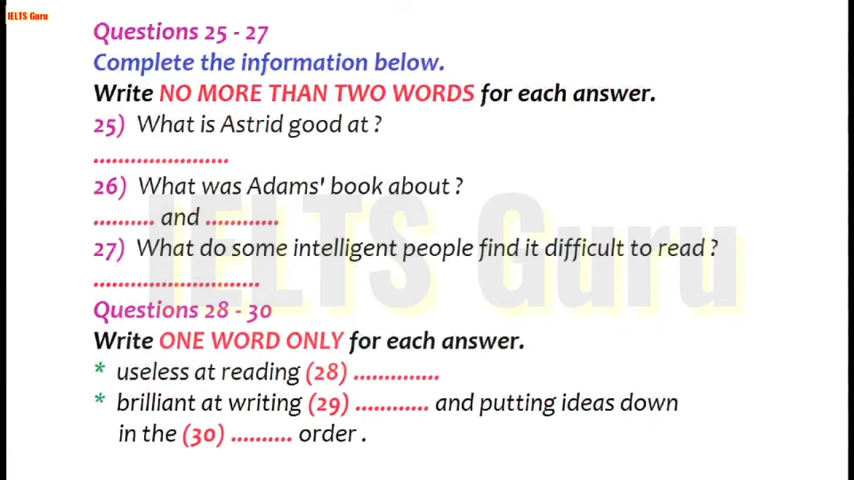 IELTS Guru
Questions 25 - 27
Complete the information below.
Write NO MORE THAN TWO WORDS for each answer.
25) What is Astrid good at ?
......................
26) What was Adams' book about ?
.......... and ............
27) What do some intelligent people find it difficult to read ?
...........................
Questions 28 - 30
Write ONE WORD ONLY for each answer.
* useless at reading (28) ..............
* brilliant at writing (29) ............ and putting ideas down
in the (30) .......... order .
IELTS Guru